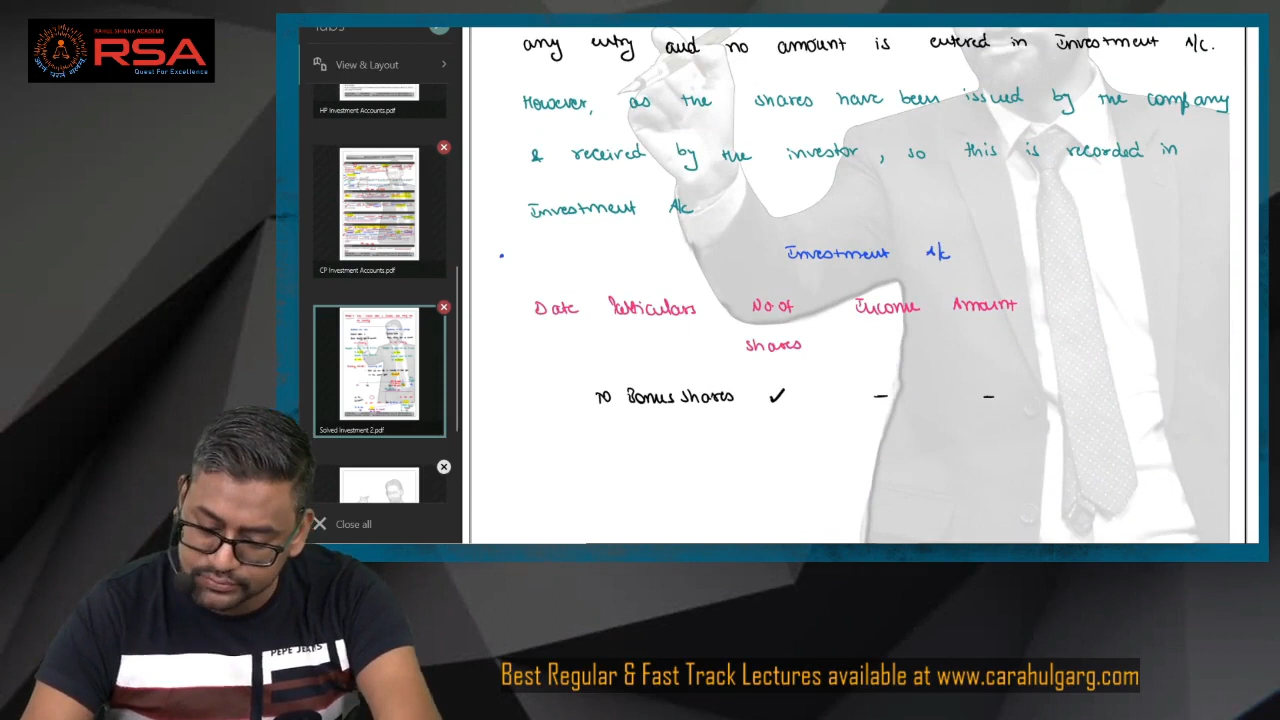 RAHUL SHIKHA ACADEMY
RSA
Quest For Excellence
View & Layout
HP Investment Accounts.pdf
CP Investment Accounts.pdf
Solved Investment 2.pdf
Close all
any entry and no amount is entered in Investment A/c.
However, as the shares have been issued by the company
& received by the investor, so this is recorded in
Investment A/c
Investment A/c
Date Particulars No of Income Amount
shares
To Bonus shares ✓ - -
PEPE JEANS
Best Regular & Fast Track Lectures available at www.carahulgarg.com